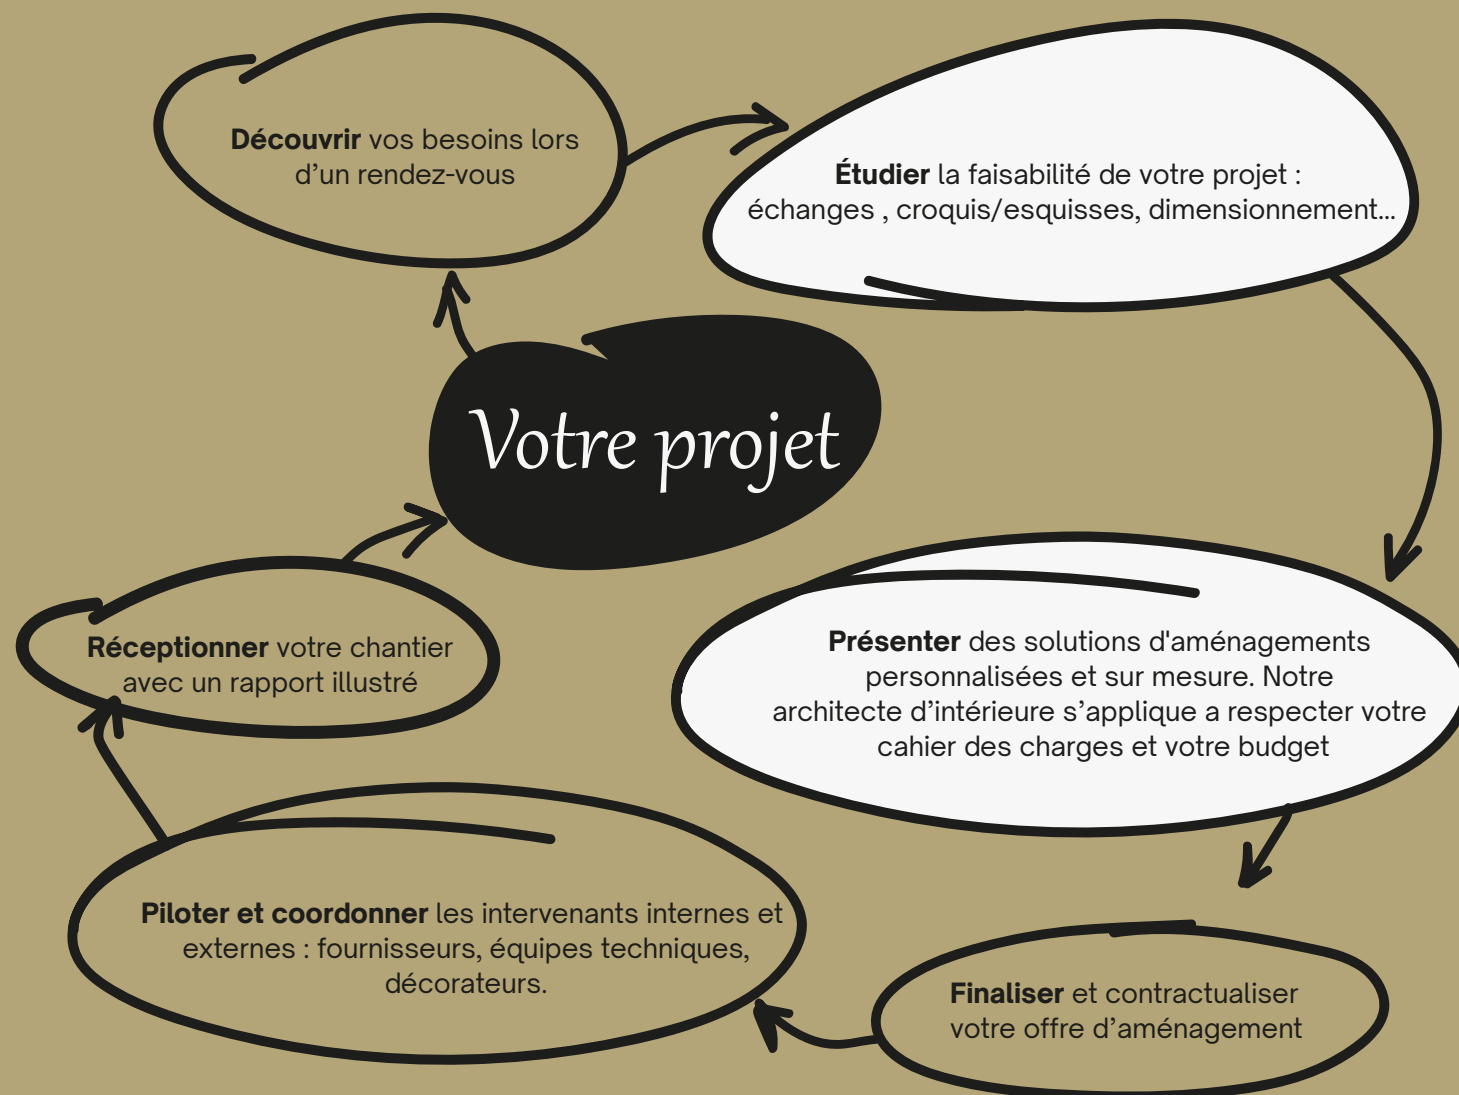 Découvrir vos besoins lors
d’un rendez-vous
Étudier la faisabilité de votre projet :
échanges , croquis/esquisses, dimensionnement...
Votre projet
Présenter des solutions d'aménagements
personnalisées et sur mesure. Notre
architecte d’intérieure s’applique a respecter votre
cahier des charges et votre budget
Finaliser et contractualiser
votre offre d’aménagement
Piloter et coordonner les intervenants internes et
externes : fournisseurs, équipes techniques,
décorateurs.
Réceptionner votre chantier
avec un rapport illustré